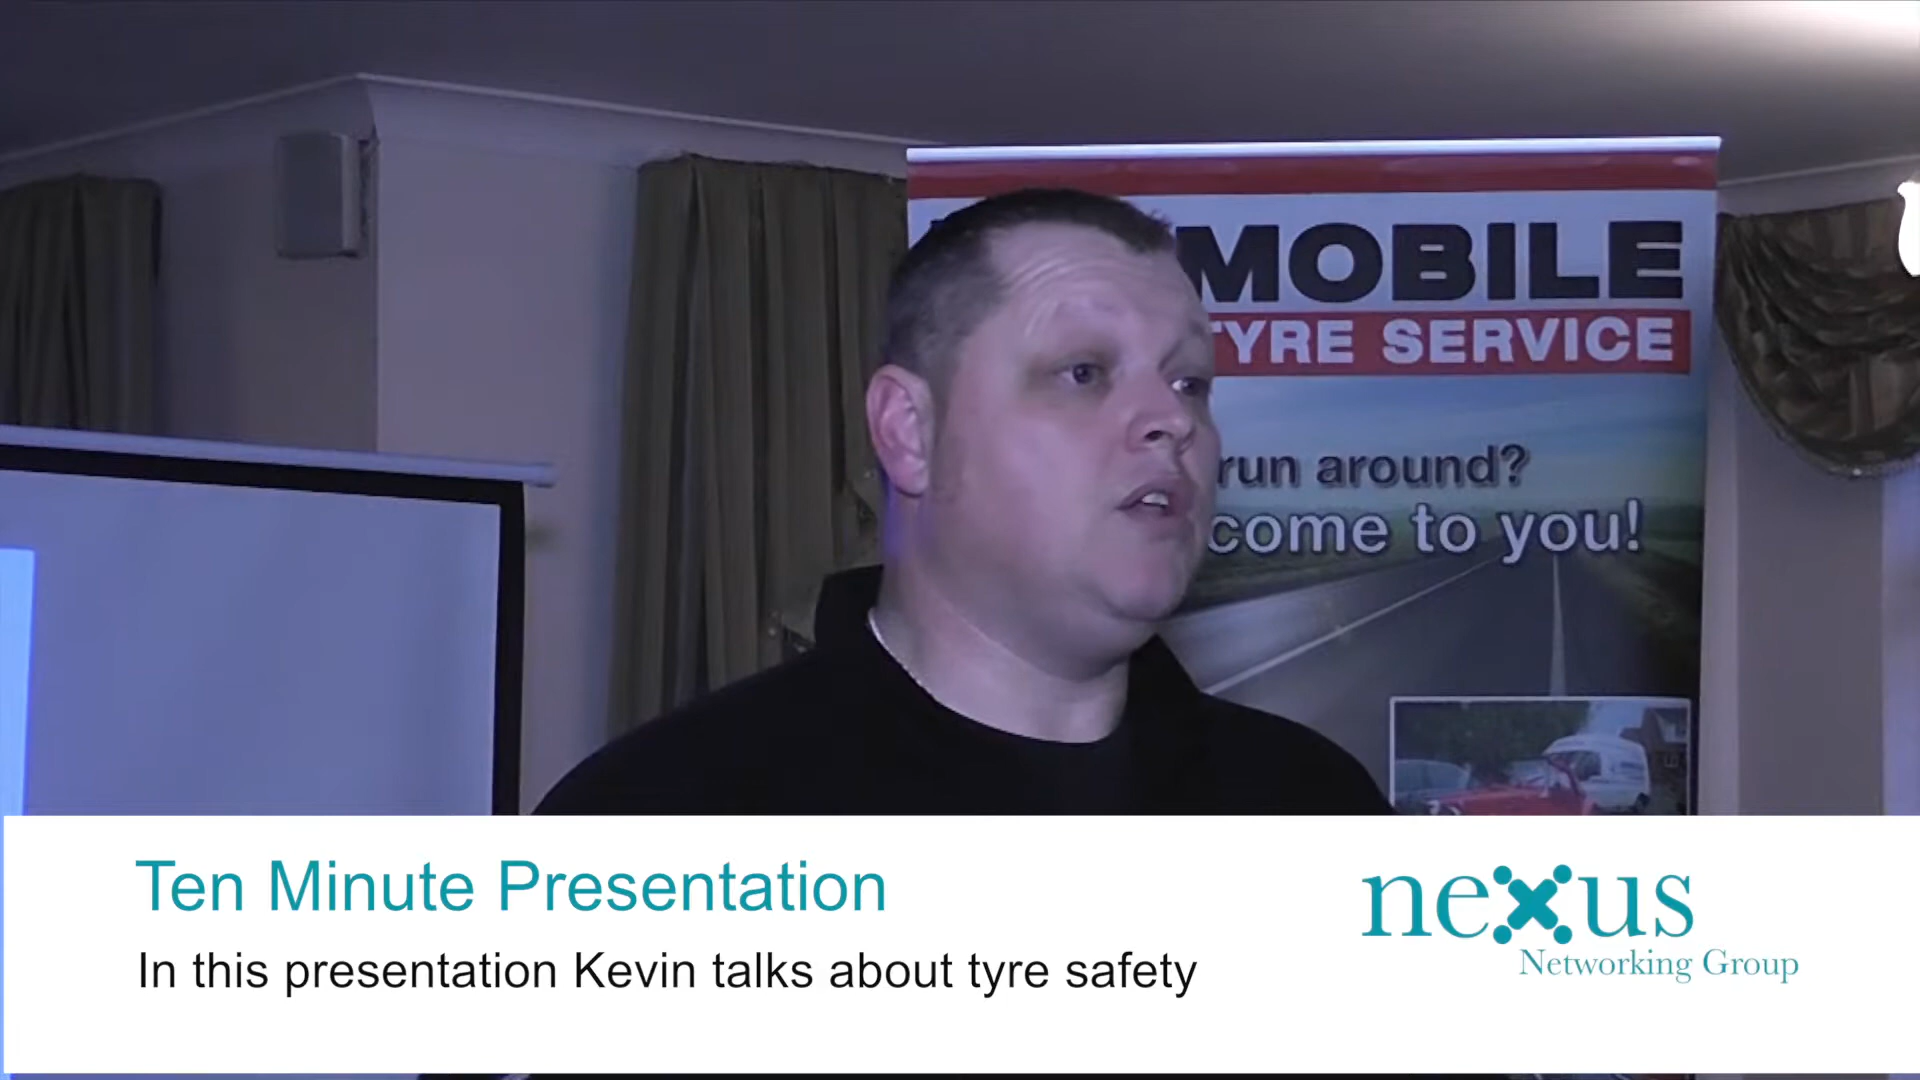 MOBILE
TYRE SERVICE
run around?
come to you!
Ten Minute Presentation
In this presentation Kevin talks about tyre safety
nexus
Networking Group